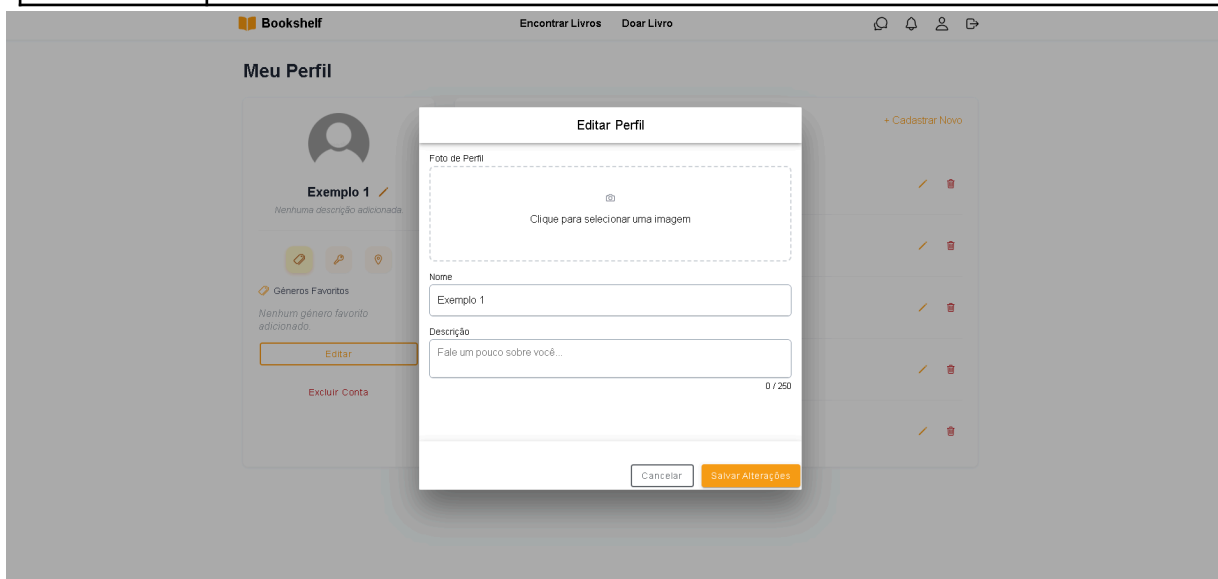 Bookshelf
Encontrar Livros Doar Livro
Meu Perfil
+ Cadastrar Novo
Exemplo 1
Nenhuma descrição adicionada.
Gêneros Favoritos
Nenhum gênero favorito
adicionado.
Editar
Excluir Conta
Editar Perfil
Foto de Perfil
Clique para selecionar uma imagem
Nome
Exemplo 1
Descrição
Fale um pouco sobre você...
0 / 250
Cancelar
Salvar Alterações